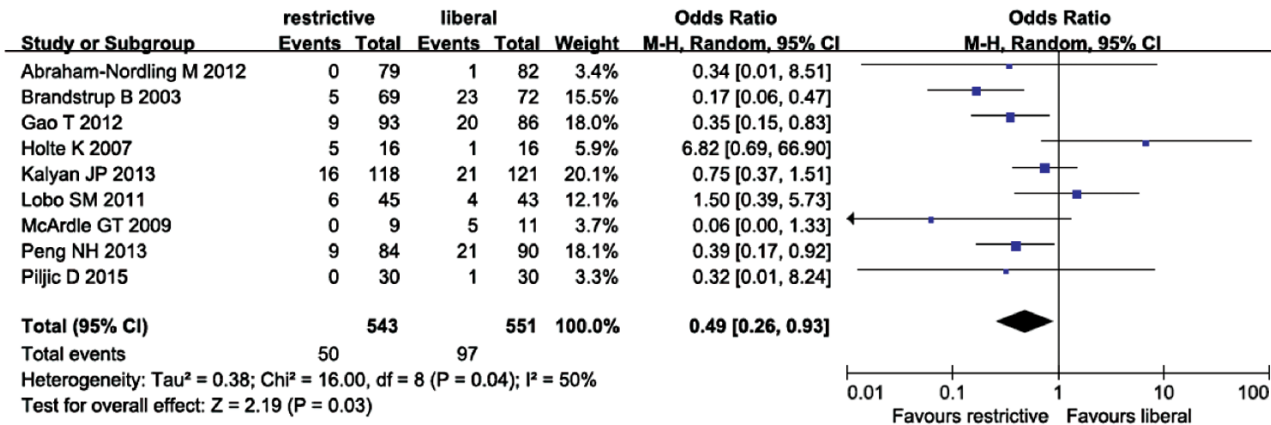 restrictive liberal Odds Ratio Odds Ratio
Study or Subgroup Events Total Events Total Weight M-H, Random, 95% CI M-H, Random, 95% CI
Abraham-Nordling M 2012 0 79 1 82 3.4% 0.34 [0.01, 8.51]
Brandstrup B 2003 5 69 23 72 15.5% 0.17 [0.06, 0.47]
Gao T 2012 9 93 20 86 18.0% 0.35 [0.15, 0.83]
Holte K 2007 5 16 1 16 5.9% 6.82 [0.69, 66.90]
Kalyan JP 2013 16 118 21 121 20.1% 0.75 [0.37, 1.51]
Lobo SM 2011 6 45 4 43 12.1% 1.50 [0.39, 5.73]
McArdle GT 2009 0 9 5 11 3.7% 0.06 [0.00, 1.33]
Peng NH 2013 9 84 21 90 18.1% 0.39 [0.17, 0.92]
Piljic D 2015 0 30 1 30 3.3% 0.32 [0.01, 8.24]
Total (95% CI) 543 551 100.0% 0.49 [0.26, 0.93]
Total events 50 97
Heterogeneity: Tau² = 0.38; Chi² = 16.00, df = 8 (P = 0.04); I² = 50%
Test for overall effect: Z = 2.19 (P = 0.03)
0.01 0.1 1 10 100
Favours restrictive Favours liberal